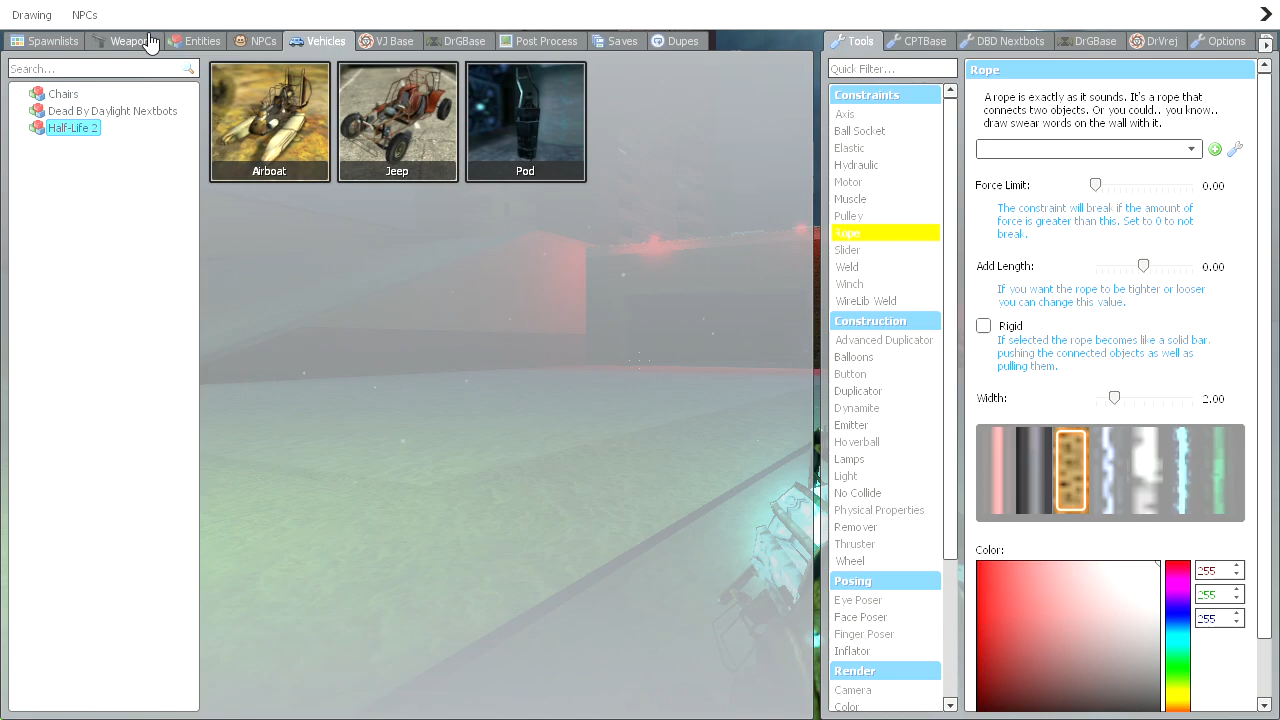 Drawing NPCs
Spawnlists Weapon Entities NPCs Vehicles VJ Base DrGBase Post Process Saves Dupes
Search...
Chairs
Dead By Daylight Nextbots
Half-Life 2
Airboat Jeep Pod
Tools CPTBase DBD Nextbots DrGBase DrVrej Options
Quick Filter...
Constraints
Axis
Ball Socket
Elastic
Hydraulic
Motor
Muscle
Pulley
Rope
Slider
Weld
Winch
WireLib Weld
Construction
Advanced Duplicator
Balloons
Button
Duplicator
Dynamite
Emitter
Hoverball
Lamps
Light
No Collide
Physical Properties
Remover
Thruster
Wheel
Posing
Eye Poser
Face Poser
Finger Poser
Inflator
Render
Camera
Color
Rope
A rope is exactly as it sounds. It's a rope that
connects two objects. Or you could.. you know..
draw swear words on the wall with it.
Force Limit: 0.00
The constraint will break if the amount of
force is greater than this. Set to 0 to not
break.
Add Length: 0.00
If you want the rope to be tighter or looser
you can change this value.
Rigid
If selected the rope becomes like a solid bar,
pushing the connected objects as well as
pulling them.
Width: 2.00
Color:
255
255
255